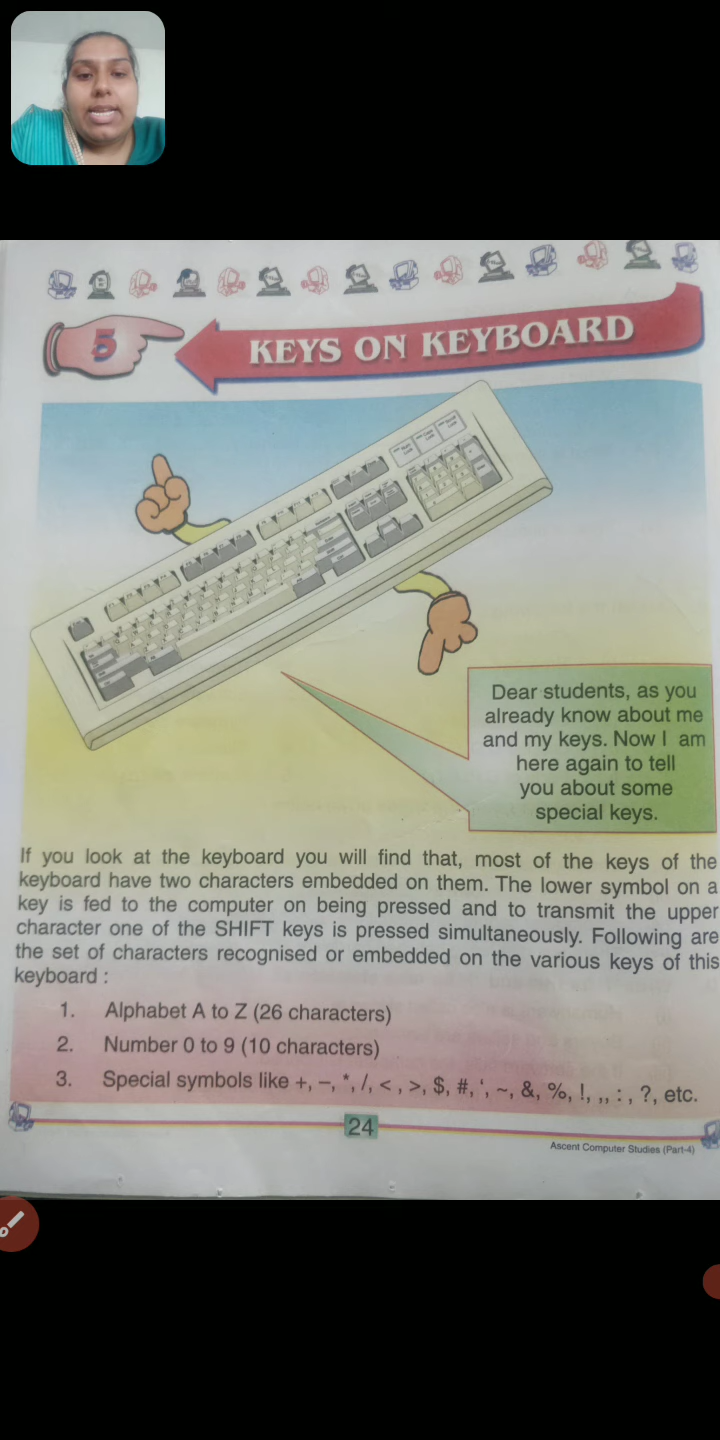 5
KEYS ON KEYBOARD
Dear students, as you
already know about me
and my keys. Now I am
here again to tell
you about some
special keys.
If you look at the keyboard you will find that, most of the keys of the
keyboard have two characters embedded on them. The lower symbol on a
key is fed to the computer on being pressed and to transmit the upper
character one of the SHIFT keys is pressed simultaneously. Following are
the set of characters recognised or embedded on the various keys of this
keyboard :
1. Alphabet A to Z (26 characters)
2. Number 0 to 9 (10 characters)
3. Special symbols like +, –, *, /, < , >, $, #, ‘, ~, &, %, !, ,, : , ?, etc.
24
Ascent Computer Studies (Part-4)